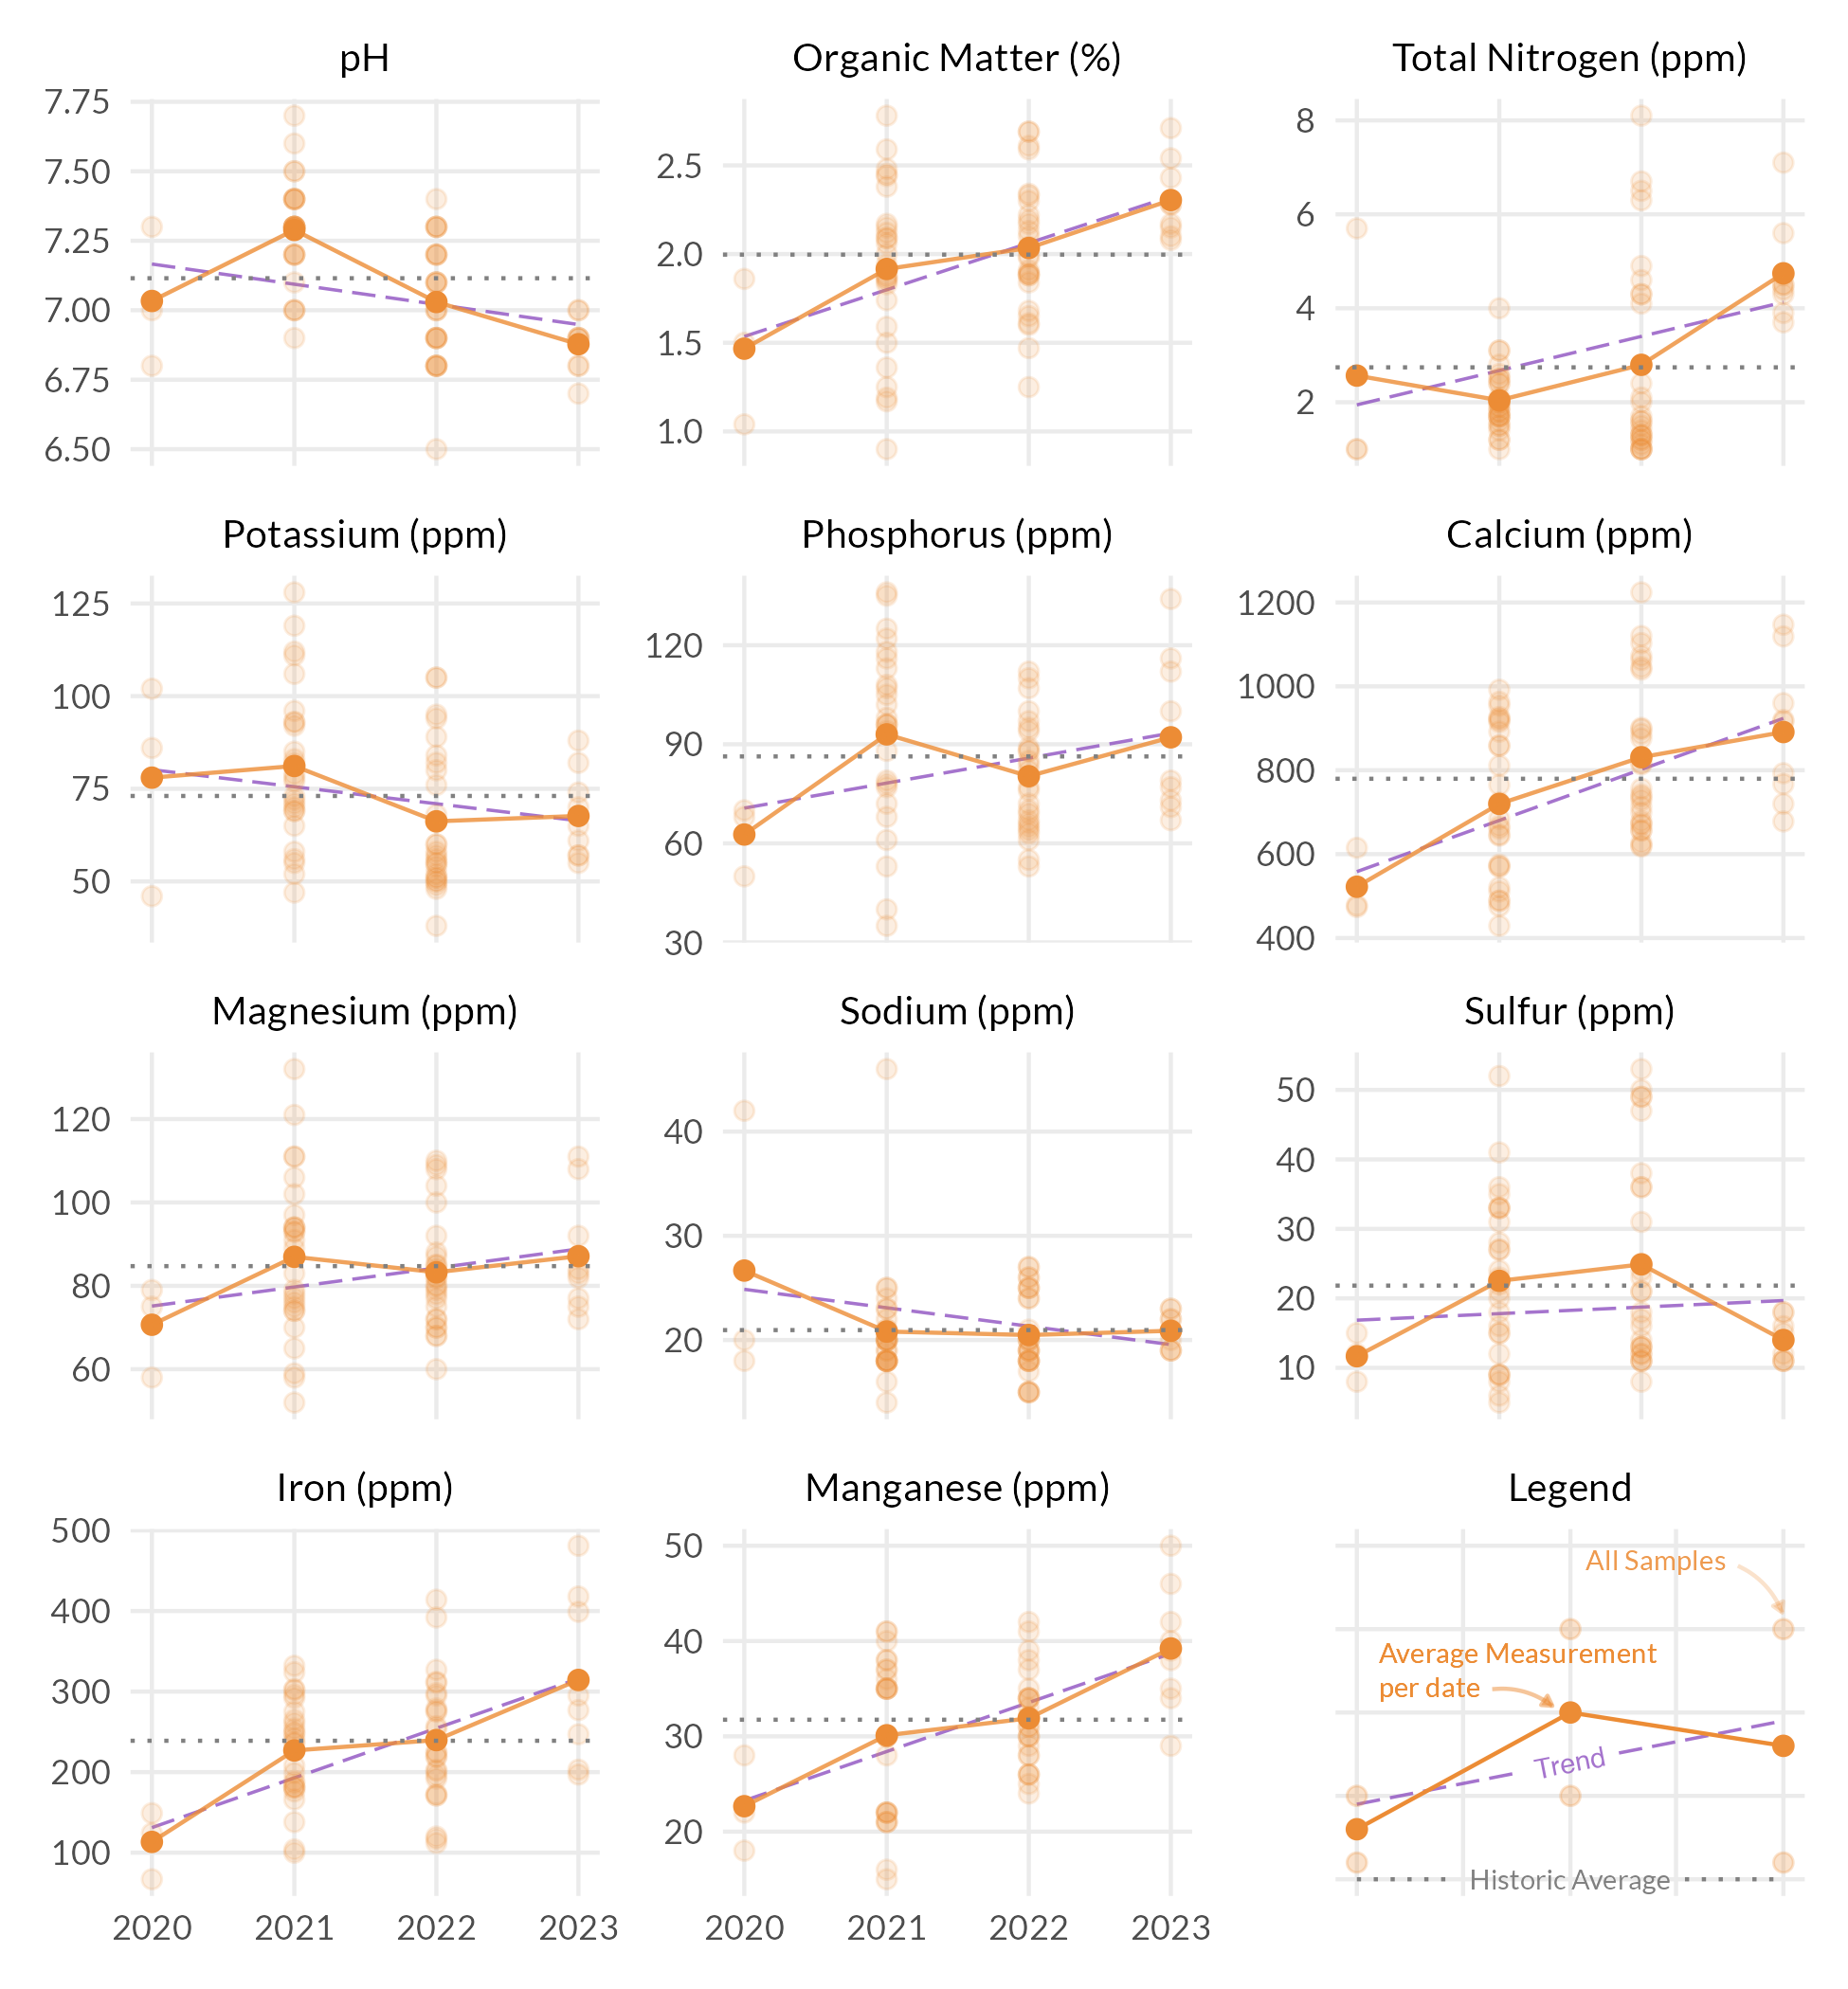 pH
7.75
7.50
7.25
7.00
6.75
6.50
Organic Matter (%)
2.5
2.0
1.5
1.0
Total Nitrogen (ppm)
8
6
4
2
Potassium (ppm)
125
100
75
50
Phosphorus (ppm)
120
90
60
30
Calcium (ppm)
1200
1000
800
600
400
Magnesium (ppm)
120
100
80
60
Sodium (ppm)
40
30
20
Sulfur (ppm)
50
40
30
20
10
Iron (ppm)
500
400
300
200
100
2020 2021 2022 2023
Manganese (ppm)
50
40
30
20
2020 2021 2022 2023
Legend
All Samples
Average Measurement
per date
Trend
Historic Average